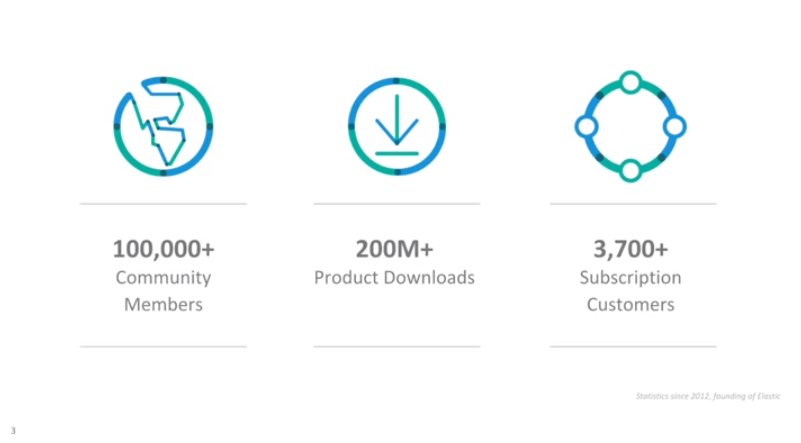 100,000+
Community
Members
200M+
Product Downloads
3,700+
Subscription
Customers
Statistics since 2012, founding of Elastic
3